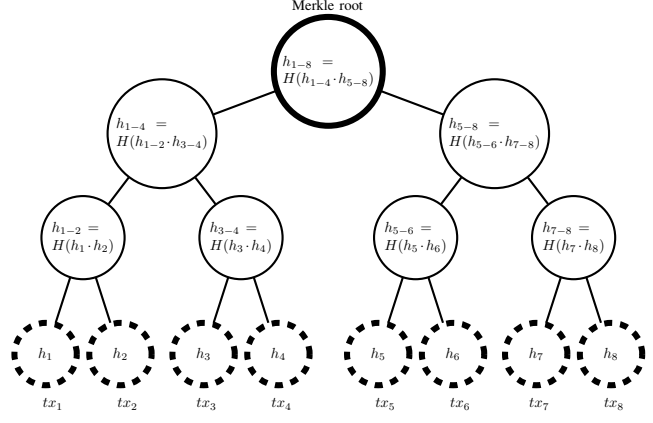 Merkle root
h₁₋₈ =
H(h₁₋₄·h₅₋₈)
h₁₋₄ =
H(h₁₋₂·h₃₋₄)
h₅₋₈ =
H(h₅₋₆·h₇₋₈)
h₁₋₂ =
H(h₁·h₂)
h₃₋₄ =
H(h₃·h₄)
h₅₋₆ =
H(h₅·h₆)
h₇₋₈ =
H(h₇·h₈)
h₁ h₂ h₃ h₄ h₅ h₆ h₇ h₈
tx₁ tx₂ tx₃ tx₄ tx₅ tx₆ tx₇ tx₈